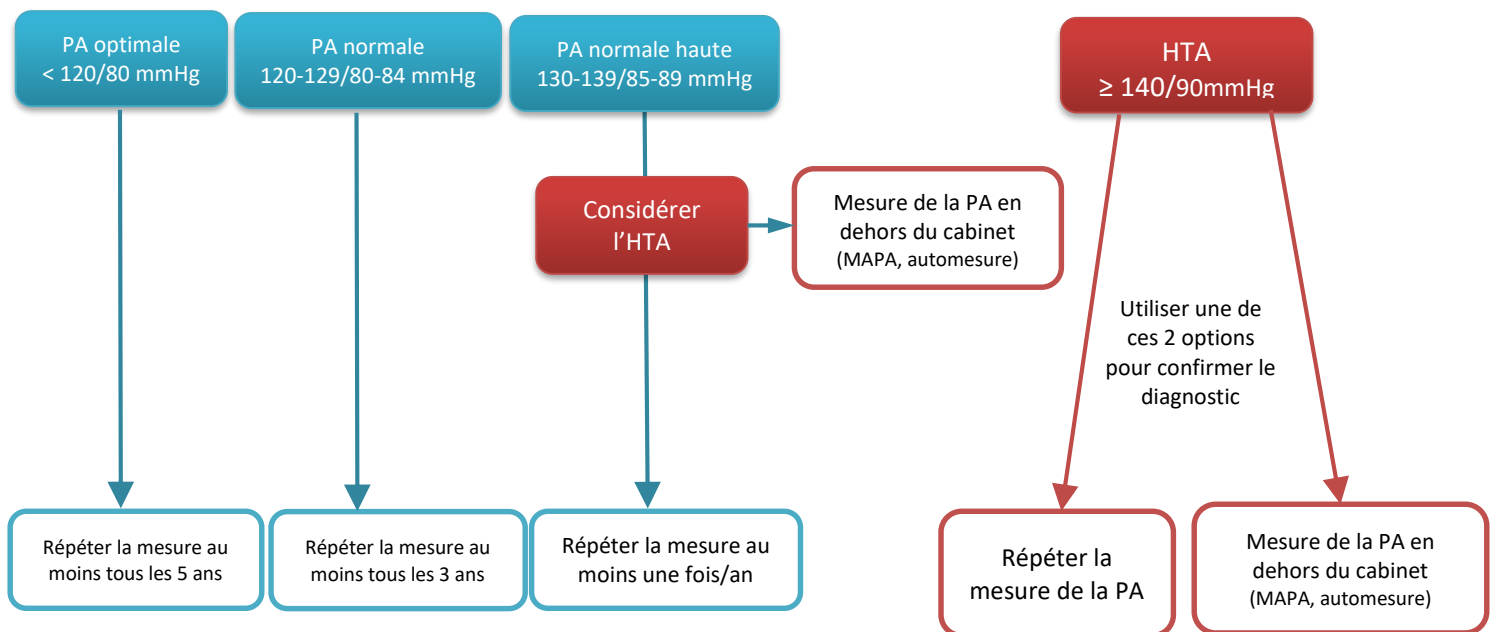 PA optimale
< 120/80 mmHg
PA normale
120-129/80-84 mmHg
PA normale haute
130-139/85-89 mmHg
HTA
≥ 140/90mmHg
Considérer
l’HTA
Mesure de la PA en
dehors du cabinet
(MAPA, automesure)
Utiliser une de
ces 2 options
pour confirmer le
diagnostic
Répéter la mesure au
moins tous les 5 ans
Répéter la mesure au
moins tous les 3 ans
Répéter la mesure au
moins une fois/an
Répéter la
mesure de la PA
Mesure de la PA en
dehors du cabinet
(MAPA, automesure)